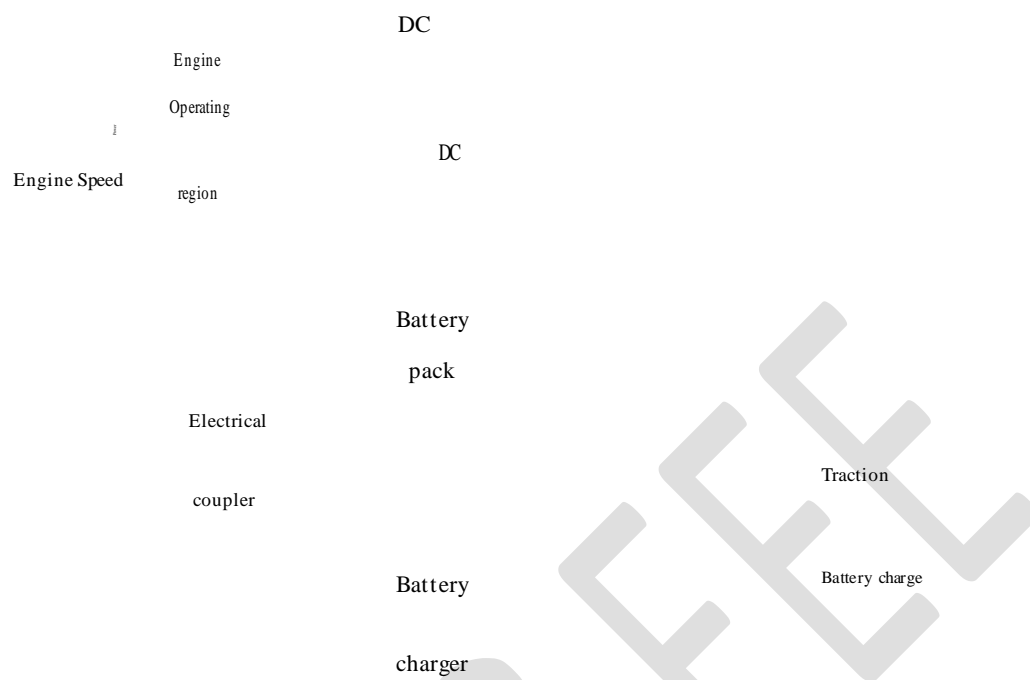 DC
Engine
Operating
DC
Engine Speed
region
Battery
pack
Electrical
Traction
coupler
Battery charge
Battery
charger